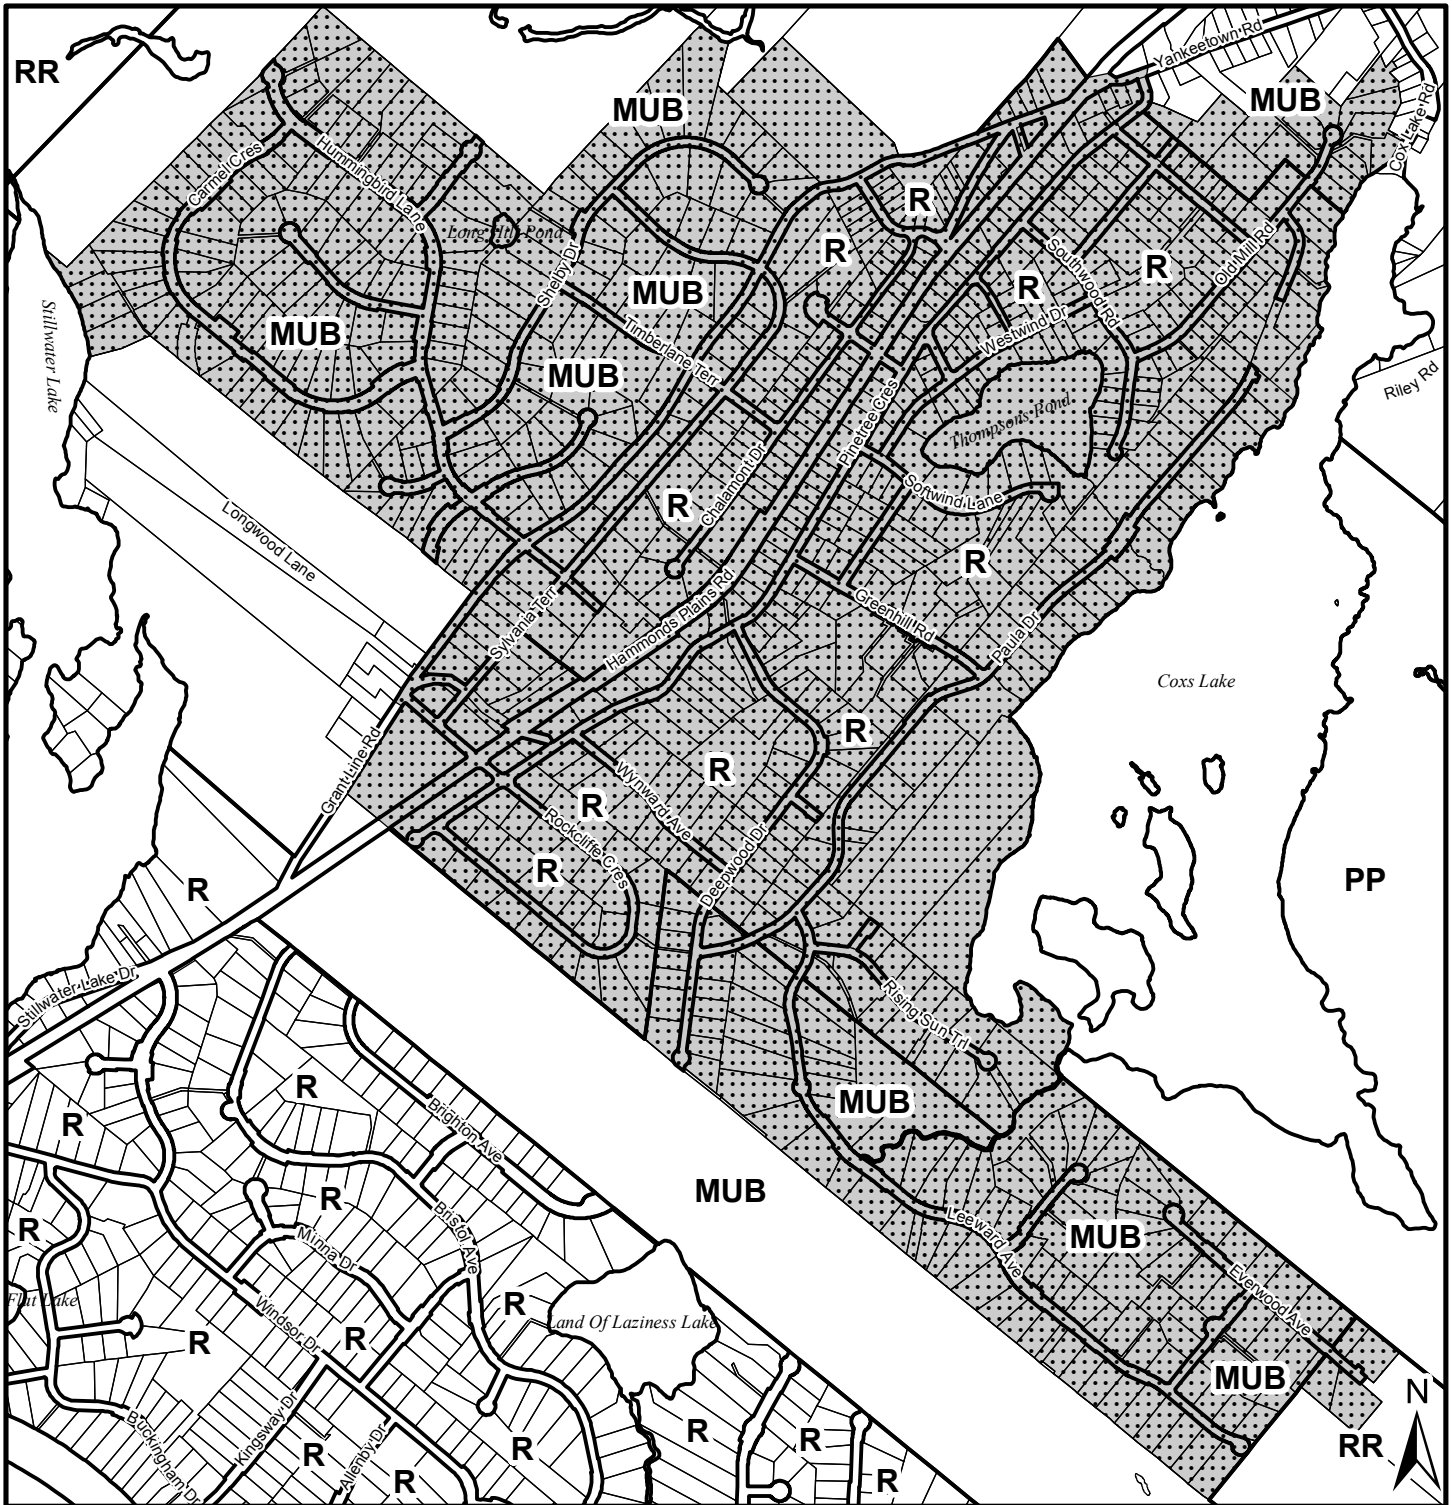 Yankeetown Rd
RR
MUB
MUB
Cox Lake Rd
Carmel Cres
Hummingbird Lane
R
Long Hill Pond
R
Southwood Rd
R
Old Mill Rd
Shelby Dr
MUB
R
Stillwater Lake
MUB
Timberlane Terr
Westwind Dr
MUB
Riley Rd
Pinetree Cres
Thompsons Pond
Chalamont Dr
R
Softwind Lane
Longwood Lane
R
Sylvania Terr
Hammonds Plains Rd
Greenhill Rd
Paula Dr
Coxs Lake
Grant Line Rd
R
R
Wynward Ave
R
Rockcliffe Cres
R
Deepwood Dr
R
PP
Stillwater Lake Dr
Rising Sun Trl
R
MUB
R
Brighton Ave
R
MUB
R
Bristol Ave
Leeward Ave
MUB
Minna Dr
Everwood Ave
Flat Lake
R
Land Of Laziness Lake
Windsor Dr
R
R
MUB
N
Buckingham Dr
Kingsway Dr
Allenby Dr
R
R
R
R
RR
R
R